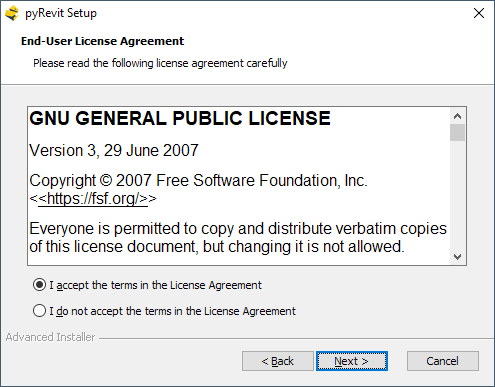 pyRevit Setup
End-User License Agreement
Please read the following license agreement carefully
GNU GENERAL PUBLIC LICENSE
Version 3, 29 June 2007
Copyright © 2007 Free Software Foundation, Inc.
<<https://fsf.org/>>
Everyone is permitted to copy and distribute verbatim copies
of this license document, but changing it is not allowed.
I accept the terms in the License Agreement
I do not accept the terms in the License Agreement
Advanced Installer
< Back Next > Cancel